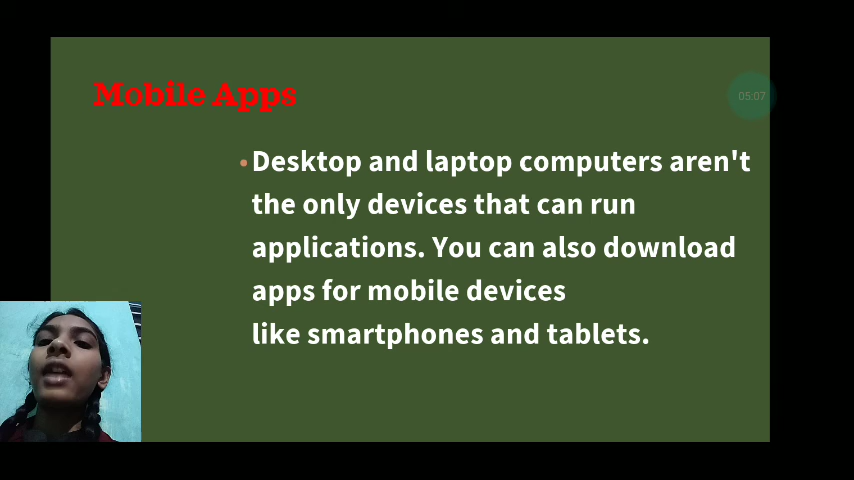 Mobile Apps
05:07
•Desktop and laptop computers aren't
the only devices that can run
applications. You can also download
apps for mobile devices
like smartphones and tablets.